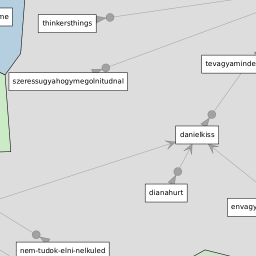 me
thinkersthings
tevagyaminde
szeressugyahogymegolnitudnal
danielkiss
dianahurt
envagy
nem-tudok-elni-nelkuled